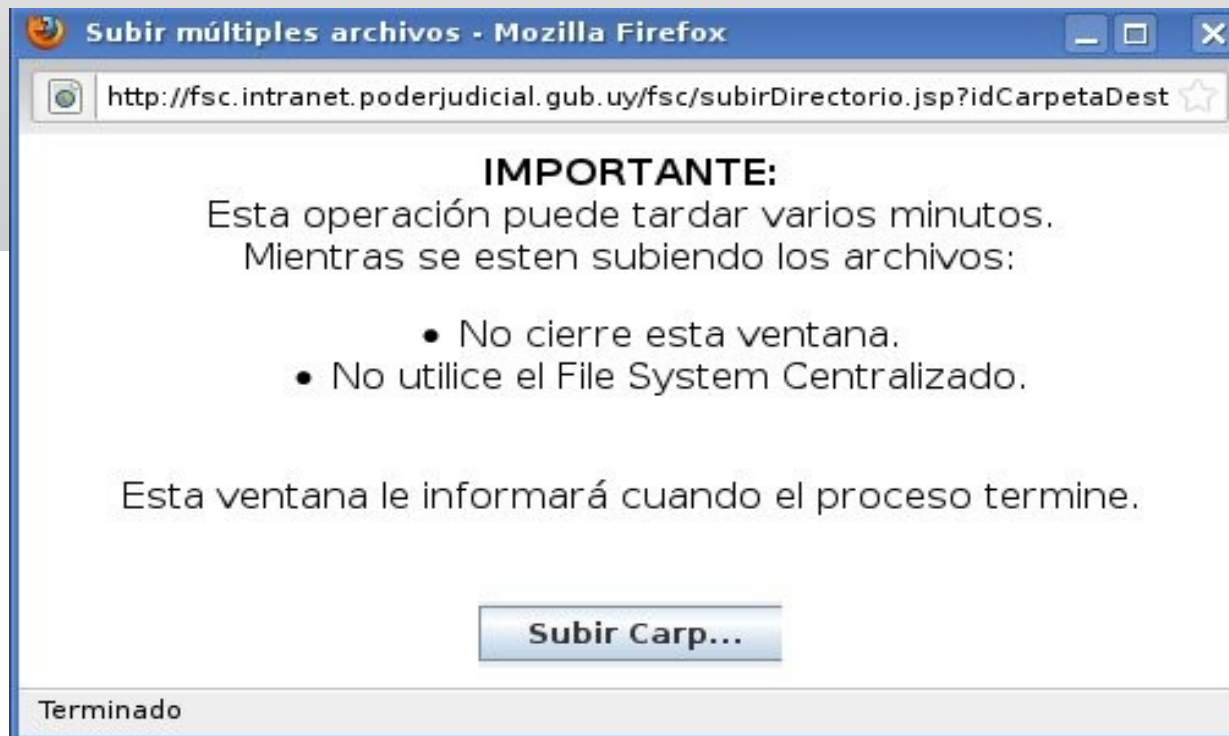 Subir múltiples archivos - Mozilla Firefox
http://fsc.intranet.poderjudicial.gub.uy/fsc/subirDirectorio.jsp?idCarpetaDest
IMPORTANTE:
Esta operación puede tardar varios minutos.
Mientras se esten subiendo los archivos:
• No cierre esta ventana.
• No utilice el File System Centralizado.
Esta ventana le informará cuando el proceso termine.
Subir Carp...
Terminado